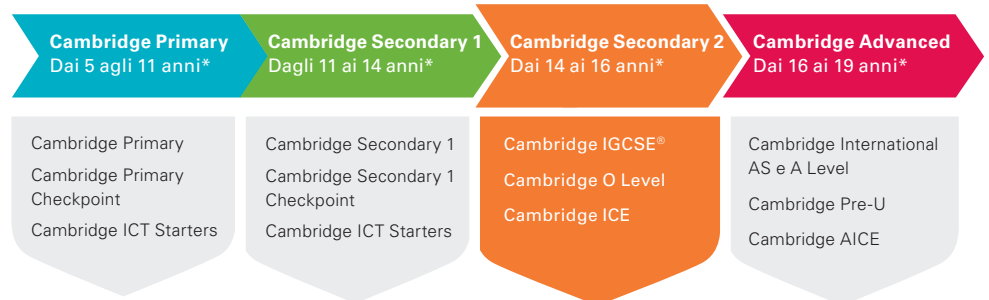 Cambridge Primary
Dai 5 agli 11 anni*
Cambridge Secondary 1
Dagli 11 ai 14 anni*
Cambridge Secondary 2
Dai 14 ai 16 anni*
Cambridge Advanced
Dai 16 ai 19 anni*
Cambridge Primary
Cambridge Primary
Checkpoint
Cambridge ICT Starters
Cambridge Secondary 1
Cambridge Secondary 1
Checkpoint
Cambridge ICT Starters
Cambridge IGCSE®
Cambridge O Level
Cambridge ICE
Cambridge International
AS e A Level
Cambridge Pre-U
Cambridge AICE